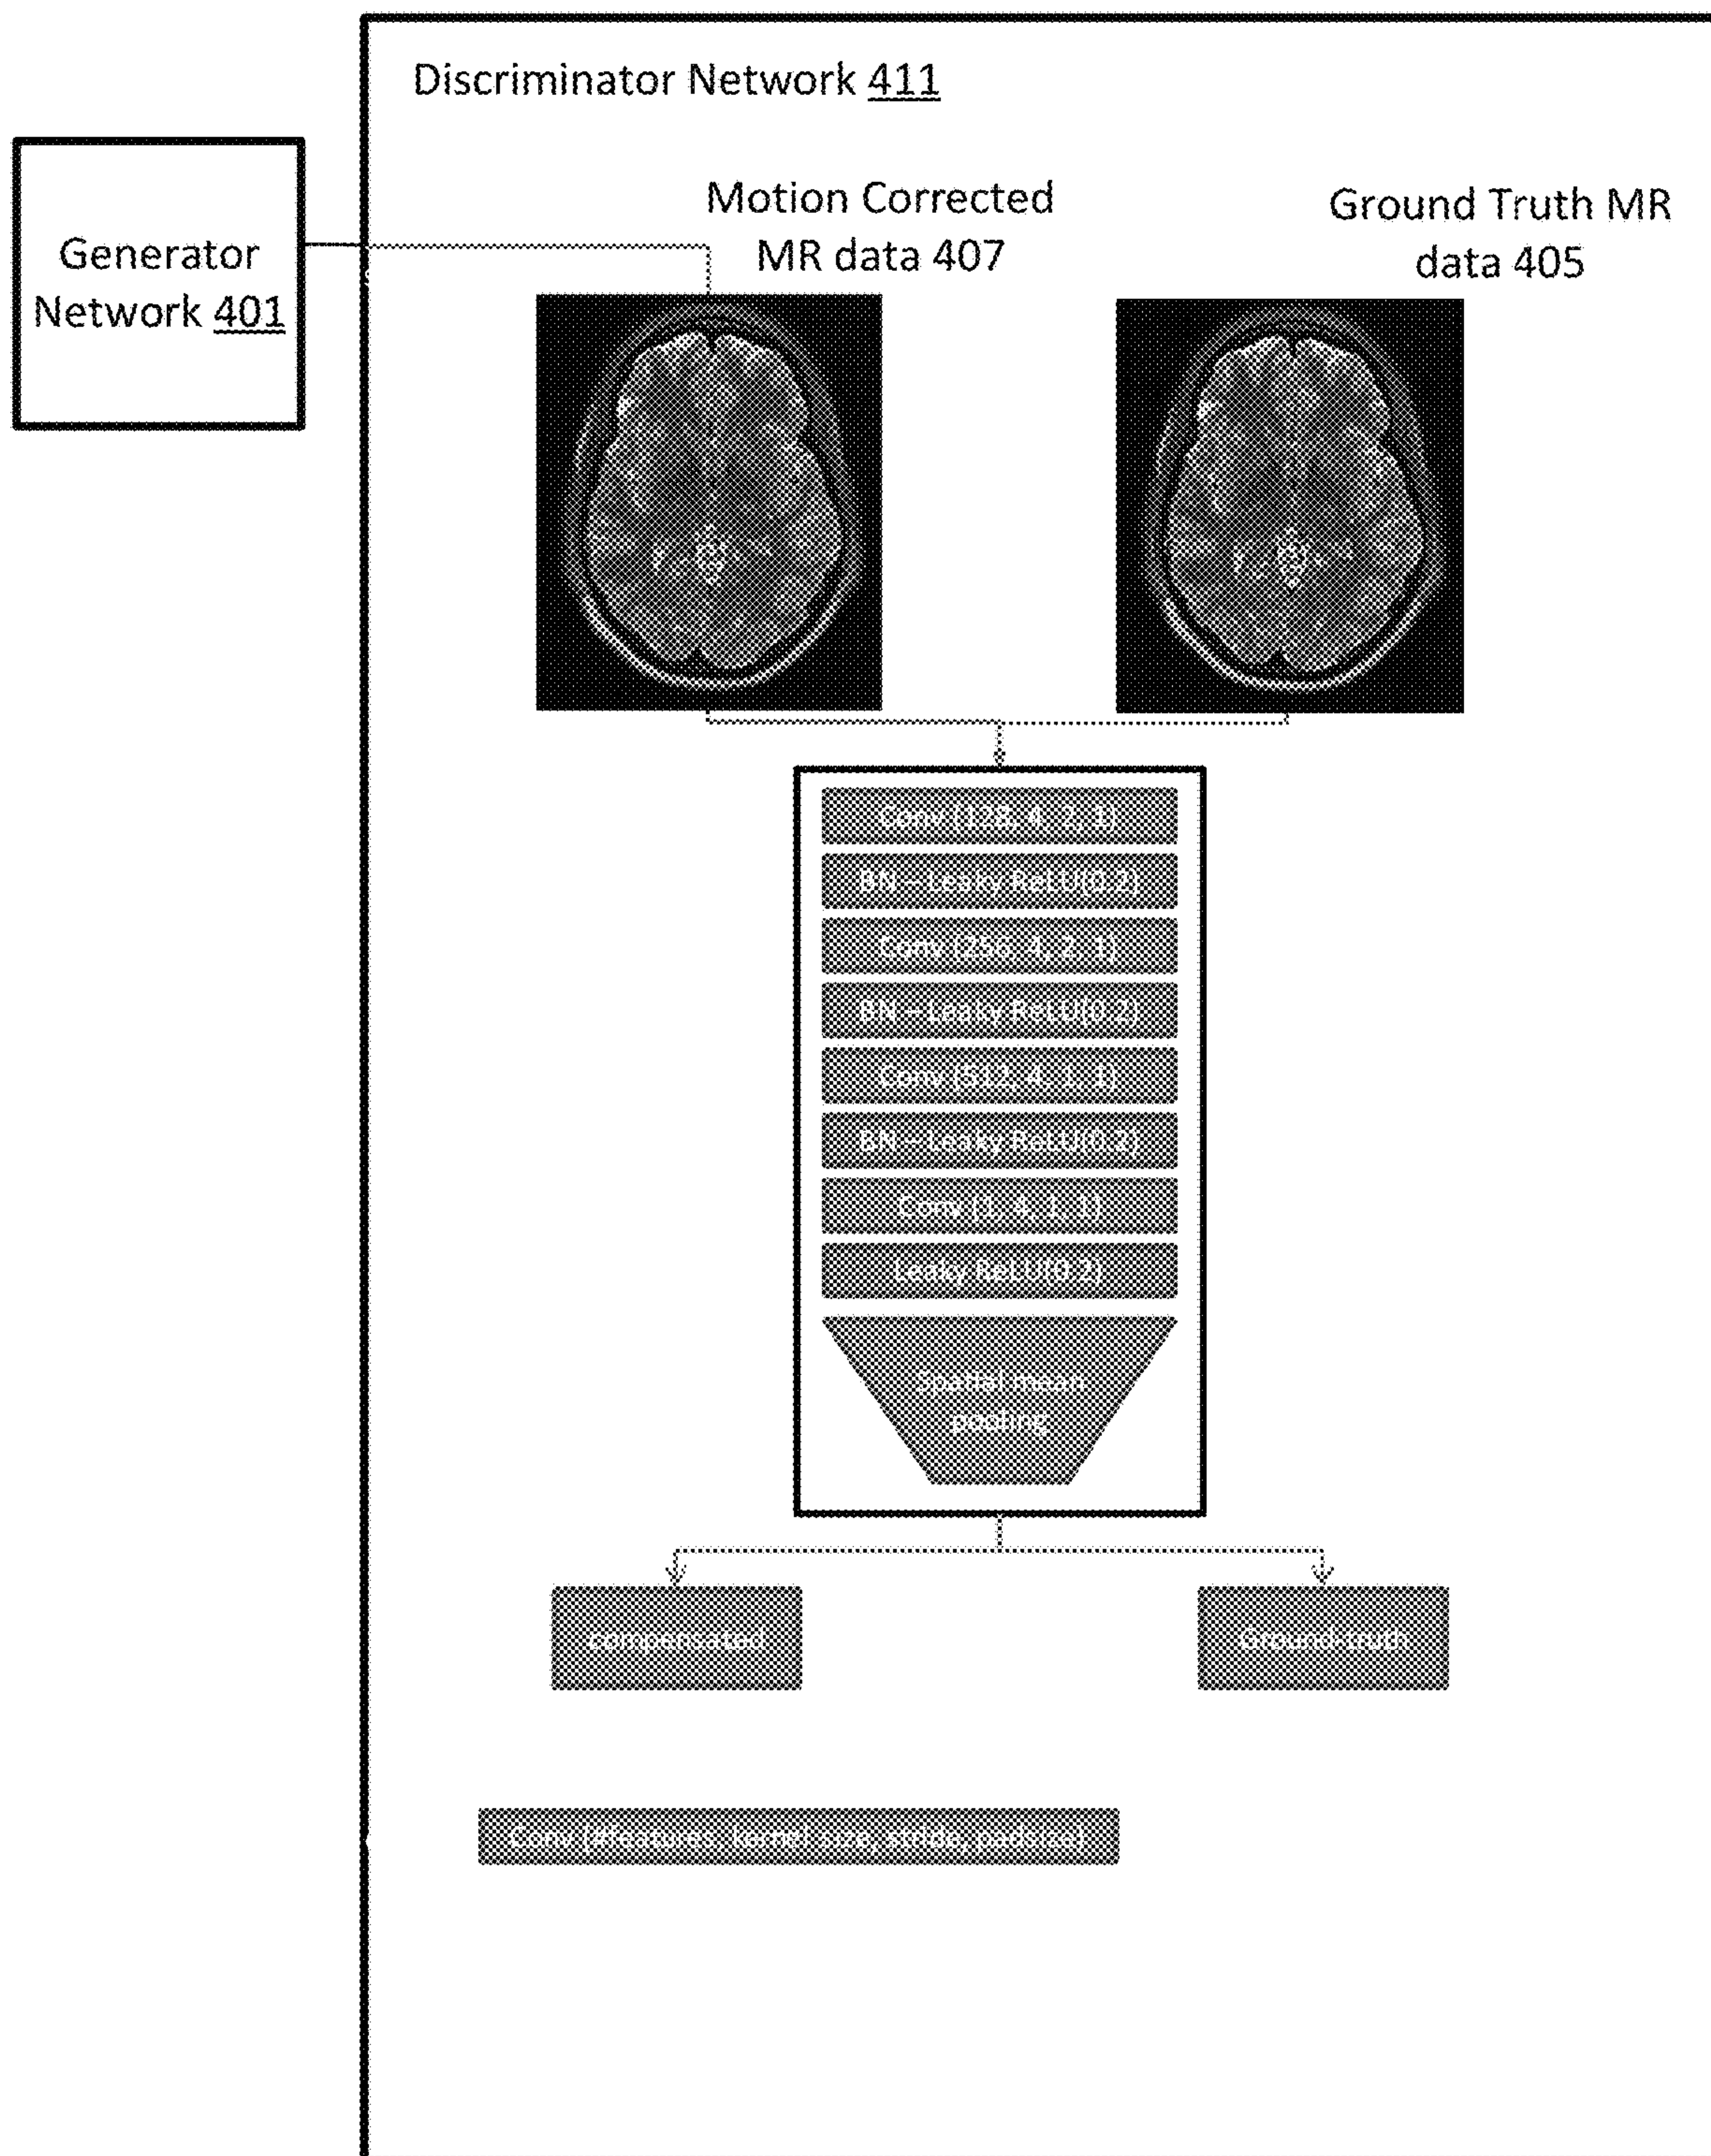 Discriminator Network 411
Generator
Network 401
Motion Corrected
MR data 407
Ground Truth MR
data 405
Conv (128, 4, 2, 1)
BN – Leaky ReLU(0.2)
Conv (256, 4, 2, 1)
BN – Leaky ReLU(0.2)
Conv (512, 4, 1, 1)
BN – Leaky ReLU(0.2)
Conv (1, 4, 1, 1)
Leaky ReLU(0.2)
Spatial mean
pooling
compensated
Ground-truth
Conv (#features, kernel size, stride, padsize)